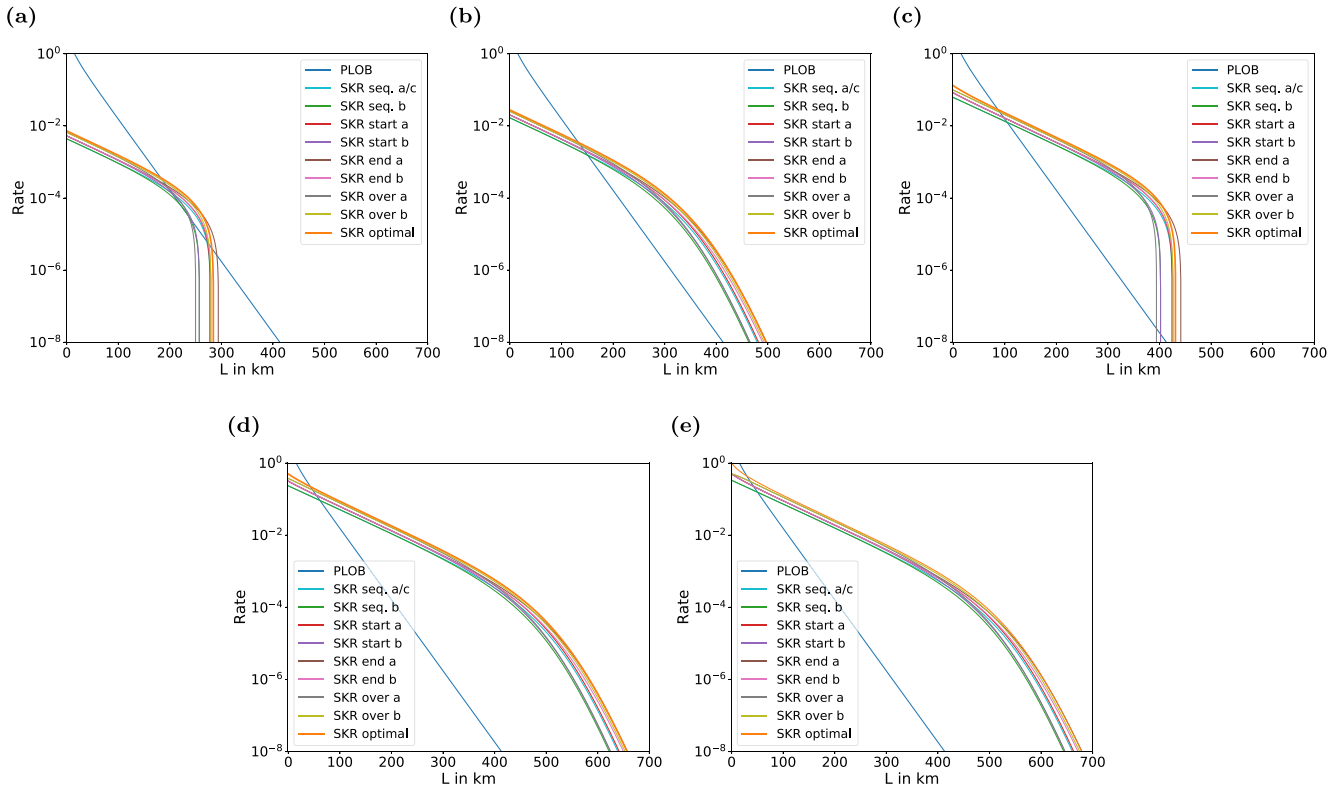 (a)
10^0
10^-2
10^-4
10^-6
10^-8
Rate
0 100 200 300 400 500 600 700
L in km
PLOB
SKR seq. a/c
SKR seq. b
SKR start a
SKR start b
SKR end a
SKR end b
SKR over a
SKR over b
SKR optimal
(b)
10^0
10^-2
10^-4
10^-6
10^-8
Rate
0 100 200 300 400 500 600 700
L in km
PLOB
SKR seq. a/c
SKR seq. b
SKR start a
SKR start b
SKR end a
SKR end b
SKR over a
SKR over b
SKR optimal
(c)
10^0
10^-2
10^-4
10^-6
10^-8
Rate
0 100 200 300 400 500 600 700
L in km
PLOB
SKR seq. a/c
SKR seq. b
SKR start a
SKR start b
SKR end a
SKR end b
SKR over a
SKR over b
SKR optimal
(d)
10^0
10^-2
10^-4
10^-6
10^-8
Rate
0 100 200 300 400 500 600 700
L in km
PLOB
SKR seq. a/c
SKR seq. b
SKR start a
SKR start b
SKR end a
SKR end b
SKR over a
SKR over b
SKR optimal
(e)
10^0
10^-2
10^-4
10^-6
10^-8
Rate
0 100 200 300 400 500 600 700
L in km
PLOB
SKR seq. a/c
SKR seq. b
SKR start a
SKR start b
SKR end a
SKR end b
SKR over a
SKR over b
SKR optimal